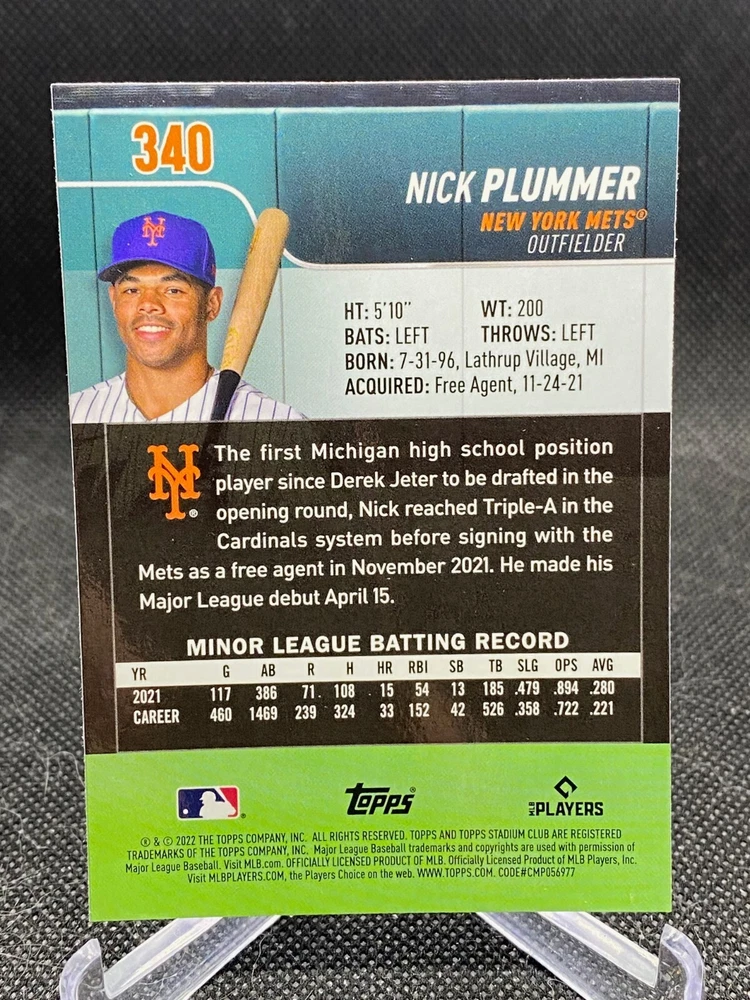 340
NICK PLUMMER
NEW YORK METS®
OUTFIELDER
NY
HT: 5'10" WT: 200
BATS: LEFT THROWS: LEFT
BORN: 7-31-96, Lathrup Village, MI
ACQUIRED: Free Agent, 11-24-21
NY®
The first Michigan high school position
player since Derek Jeter to be drafted in the
opening round, Nick reached Triple-A in the
Cardinals system before signing with the
Mets as a free agent in November 2021. He made his
Major League debut April 15.
MINOR LEAGUE BATTING RECORD
YR G AB R H HR RBI SB TB SLG OPS AVG
2021 117 386 71 108 15 54 13 185 .479 .894 .280
CAREER 460 1469 239 324 33 152 42 526 .358 .722 .221
Topps®
MLB PLAYERS
® & © 2022 THE TOPPS COMPANY, INC. ALL RIGHTS RESERVED. TOPPS AND TOPPS STADIUM CLUB ARE REGISTERED
TRADEMARKS OF THE TOPPS COMPANY, INC. Major League Baseball trademarks and copyrights are used with permission of
Major League Baseball. Visit MLB.com. OFFICIALLY LICENSED PRODUCT OF MLB. Officially Licensed Product of MLB Players, Inc.
Visit MLBPLAYERS.com, the Players Choice on the web. WWW.TOPPS.COM. CODE#CMP056977